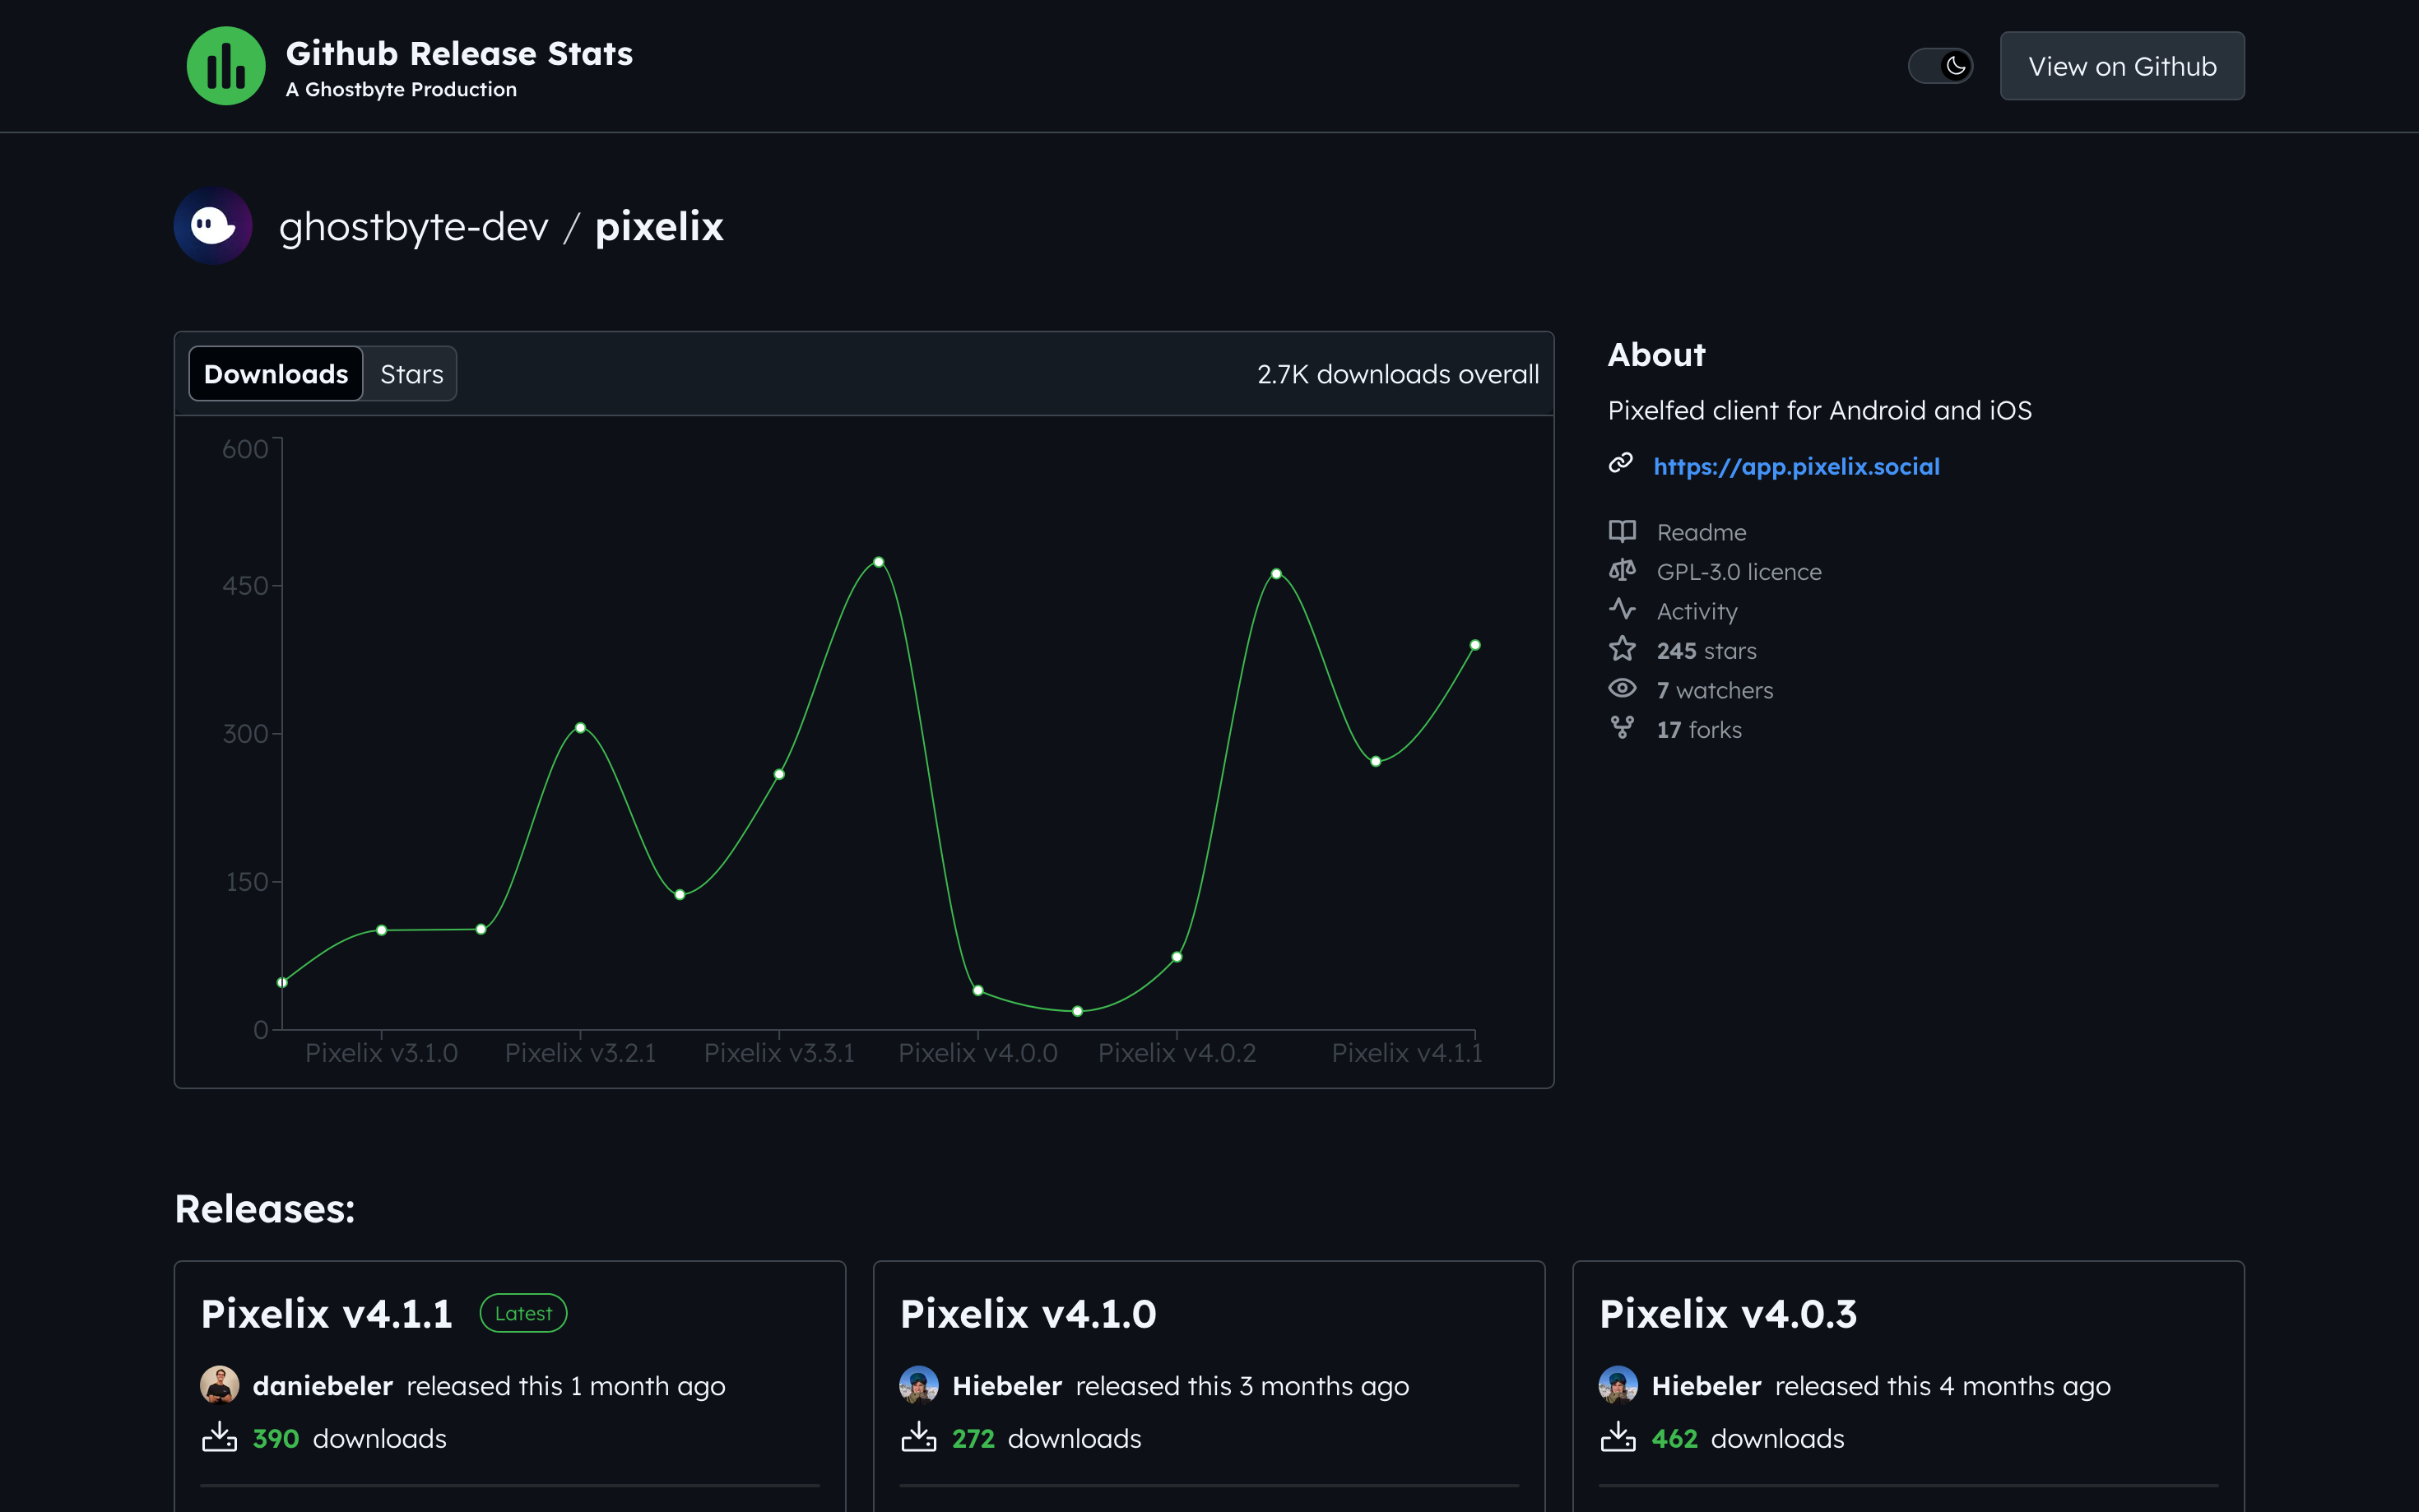 Github Release Stats
A Ghostbyte Production
View on Github
ghostbyte-dev / pixelix
Downloads Stars
2.7K downloads overall
600
450
300
150
0
Pixelix v3.1.0 Pixelix v3.2.1 Pixelix v3.3.1 Pixelix v4.0.0 Pixelix v4.0.2 Pixelix v4.1.1
About
Pixelfed client for Android and iOS
https://app.pixelix.social
Readme
GPL-3.0 licence
Activity
245 stars
7 watchers
17 forks
Releases:
Pixelix v4.1.1 Latest
daniebeler released this 1 month ago
390 downloads
Pixelix v4.1.0
Hiebeler released this 3 months ago
272 downloads
Pixelix v4.0.3
Hiebeler released this 4 months ago
462 downloads